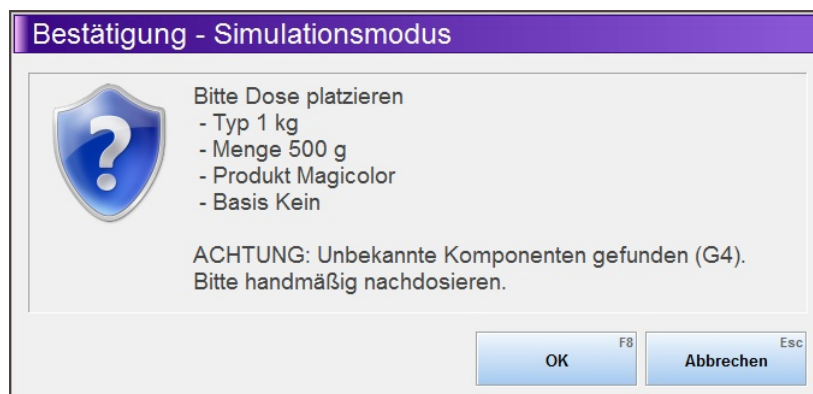 Bestätigung - Simulationsmodus
Bitte Dose platzieren
- Typ 1 kg
- Menge 500 g
- Produkt Magicolor
- Basis Kein
ACHTUNG: Unbekannte Komponenten gefunden (G4).
Bitte handmäßig nachdosieren.
F8
OK
Esc
Abbrechen